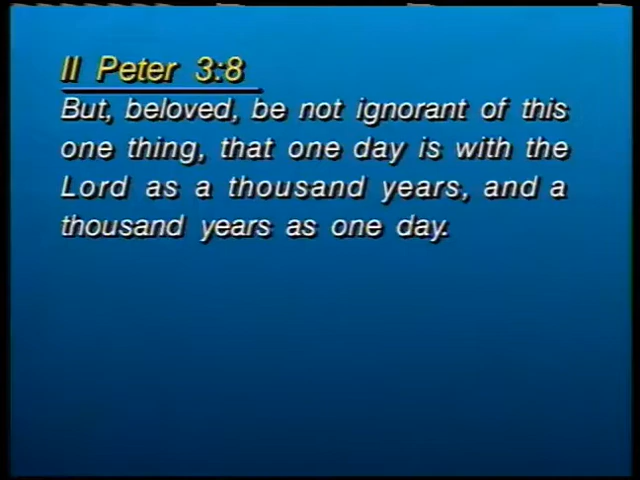 II Peter 3:8
But, beloved, be not ignorant of this
one thing, that one day is with the
Lord as a thousand years, and a
thousand years as one day.